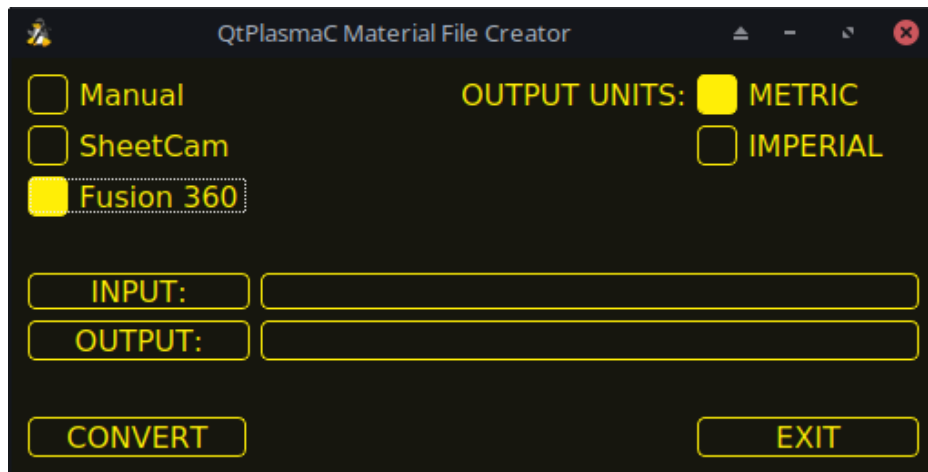 QtPlasmaC Material File Creator
Manual OUTPUT UNITS: METRIC
SheetCam IMPERIAL
Fusion 360
INPUT:
OUTPUT:
CONVERT EXIT